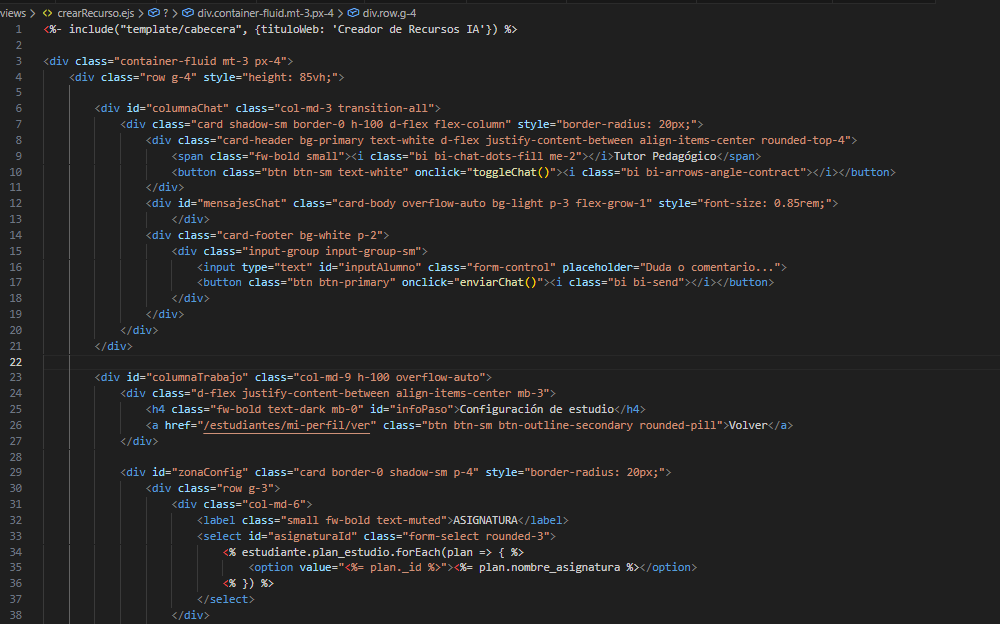 views > <> crearRecurso.ejs > ? > div.container-fluid.mt-3.px-4 > div.row.g-4
1 <%- include("template/cabecera", {tituloWeb: 'Creador de Recursos IA'}) %>
2
3 <div class="container-fluid mt-3 px-4">
4 <div class="row g-4" style="height: 85vh;">
5
6 <div id="columnaChat" class="col-md-3 transition-all">
7 <div class="card shadow-sm border-0 h-100 d-flex flex-column" style="border-radius: 20px;">
8 <div class="card-header bg-primary text-white d-flex justify-content-between align-items-center rounded-top-4">
9 <span class="fw-bold small"><i class="bi bi-chat-dots-fill me-2"></i>Tutor Pedagógico</span>
10 <button class="btn btn-sm text-white" onclick="toggleChat()"><i class="bi bi-arrows-angle-contract"></i></button>
11 </div>
12 <div id="mensajesChat" class="card-body overflow-auto bg-light p-3 flex-grow-1" style="font-size: 0.85rem;">
13 </div>
14 <div class="card-footer bg-white p-2">
15 <div class="input-group input-group-sm">
16 <input type="text" id="inputAlumno" class="form-control" placeholder="Duda o comentario...">
17 <button class="btn btn-primary" onclick="enviarChat()"><i class="bi bi-send"></i></button>
18 </div>
19 </div>
20 </div>
21 </div>
22
23 <div id="columnaTrabajo" class="col-md-9 h-100 overflow-auto">
24 <div class="d-flex justify-content-between align-items-center mb-3">
25 <h4 class="fw-bold text-dark mb-0" id="infoPaso">Configuración de estudio</h4>
26 <a href="/estudiantes/mi-perfil/ver" class="btn btn-sm btn-outline-secondary rounded-pill">Volver</a>
27 </div>
28
29 <div id="zonaConfig" class="card border-0 shadow-sm p-4" style="border-radius: 20px;">
30 <div class="row g-3">
31 <div class="col-md-6">
32 <label class="small fw-bold text-muted">ASIGNATURA</label>
33 <select id="asignaturaId" class="form-select rounded-3">
34 <% estudiante.plan_estudio.forEach(plan => { %>
35 <option value="<%= plan._id %>"><%= plan.nombre_asignatura %></option>
36 <% }) %>
37 </select>
38 </div>